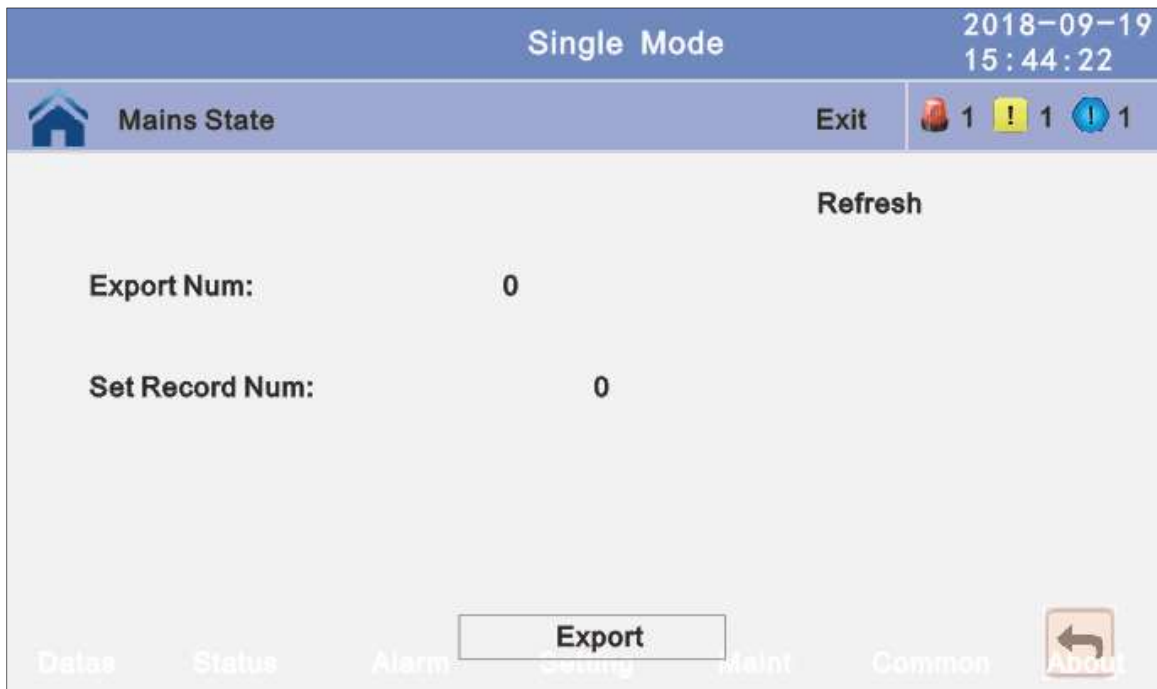 Single Mode
2018-09-19
15:44:22
Mains State
Exit
1
! 1
! 1
Refresh
Export Num: 0
Set Record Num: 0
Export
Datas Status Alarm Setting Maint Common About